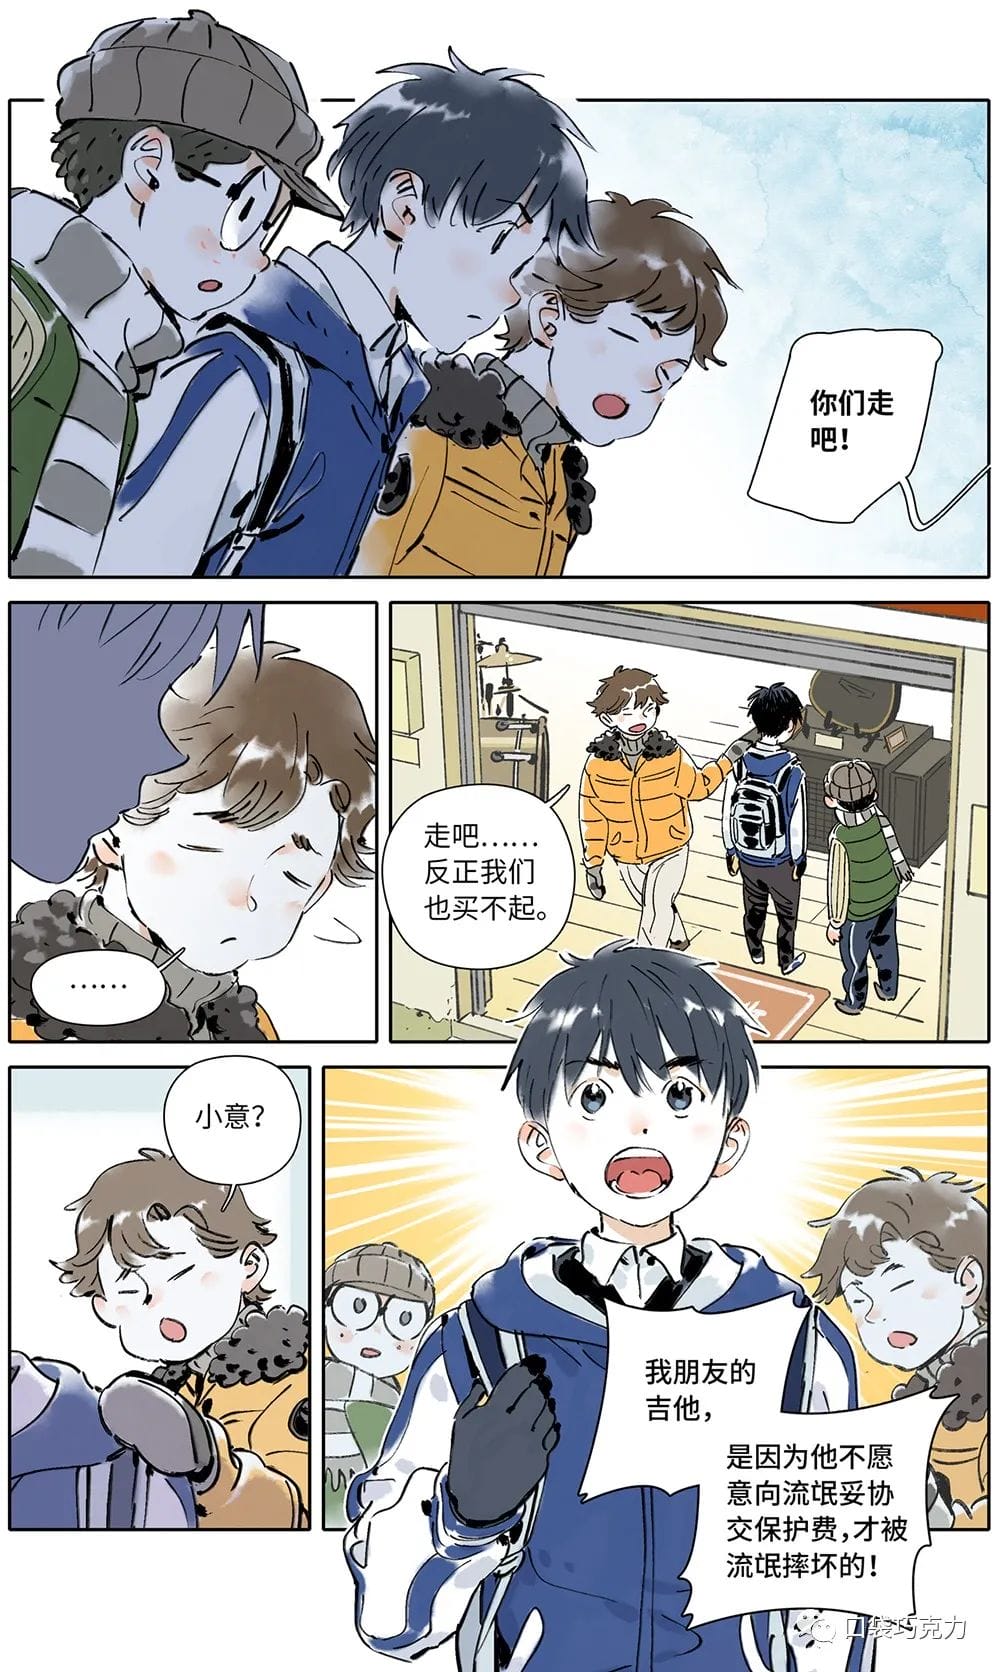 你们走
吧！
……
走吧……
反正我们
也买不起。
小意？
我朋友的
吉他，
是因为他不愿
意向流氓妥协
交保护费，才被
流氓摔坏的！
口袋巧克力